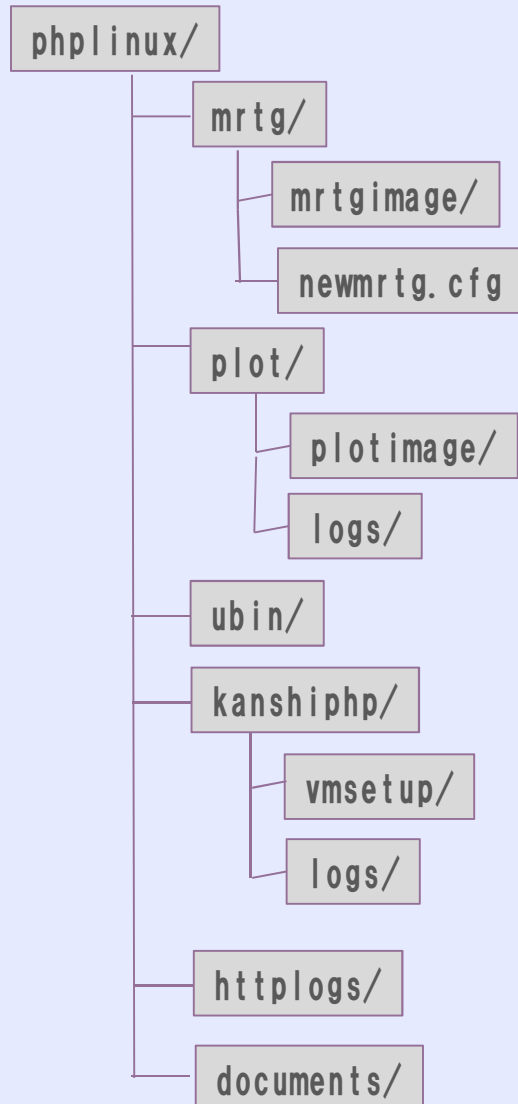 phplinux/
mrtg/
mrtgimage/
newmrtg.cfg
plot/
plotimage/
logs/
ubin/
kanshiphp/
vmsetup/
logs/
httplogs/
documents/